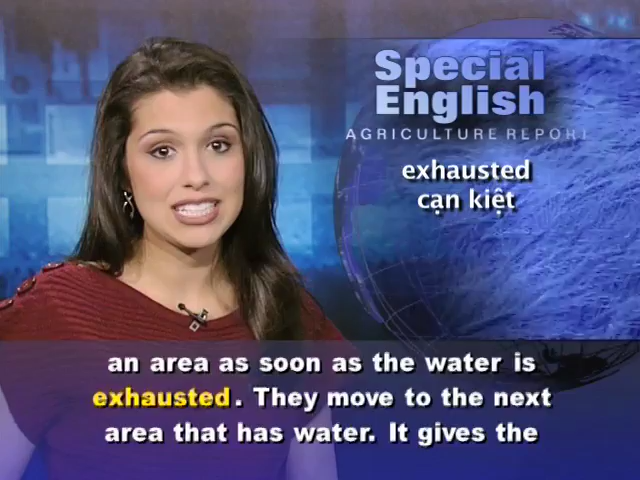 Special
English
AGRICULTURE REPORT
exhausted
cạn kiệt
an area as soon as the water is
exhausted. They move to the next
area that has water. It gives the